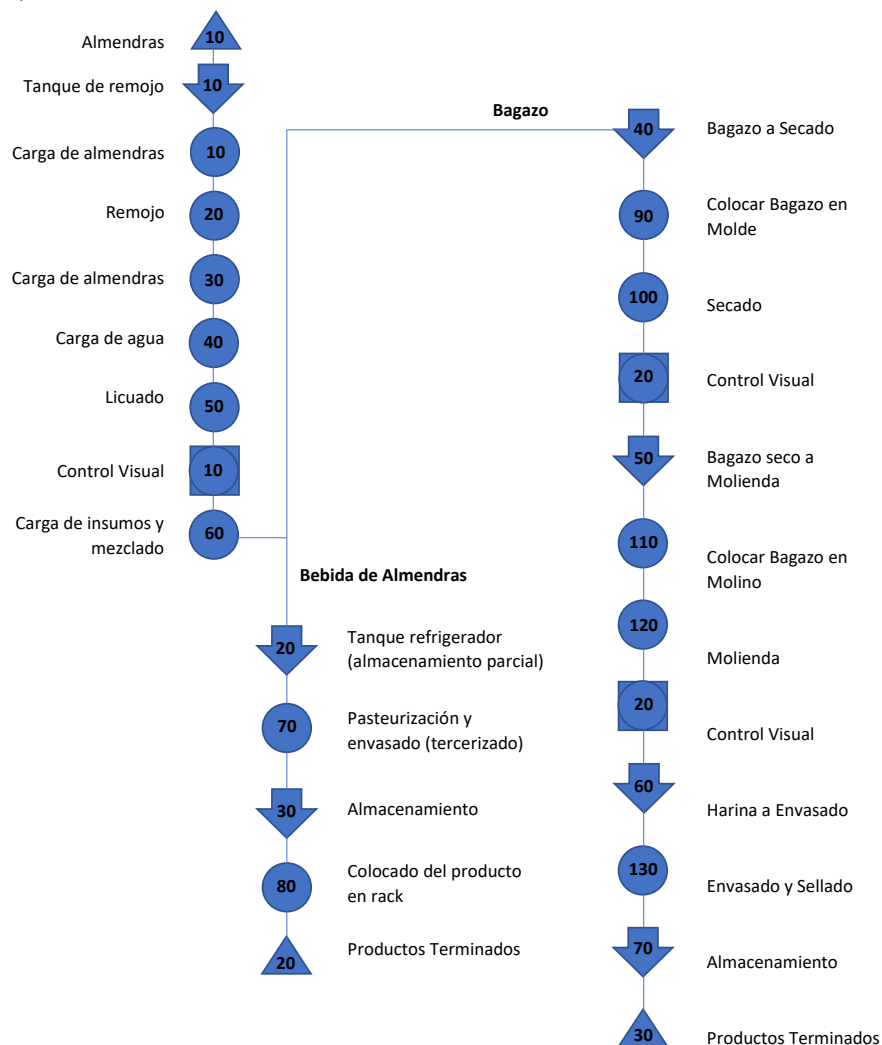 Almendras
10
Tanque de remojo
10
Carga de almendras
10
Remojo
20
Carga de almendras
30
Carga de agua
40
Licuado
50
Control Visual
10
Carga de insumos y
mezclado
60
Bebida de Almendras
20
Tanque refrigerador
(almacenamiento parcial)
70
Pasteurización y
envasado (tercerizado)
30
Almacenamiento
80
Colocado del producto
en rack
20
Productos Terminados
Bagazo
40
Bagazo a Secado
90
Colocar Bagazo en
Molde
100
Secado
20
Control Visual
50
Bagazo seco a
Molienda
110
Colocar Bagazo en
Molino
120
Molienda
20
Control Visual
60
Harina a Envasado
130
Envasado y Sellado
70
Almacenamiento
30
Productos Terminados